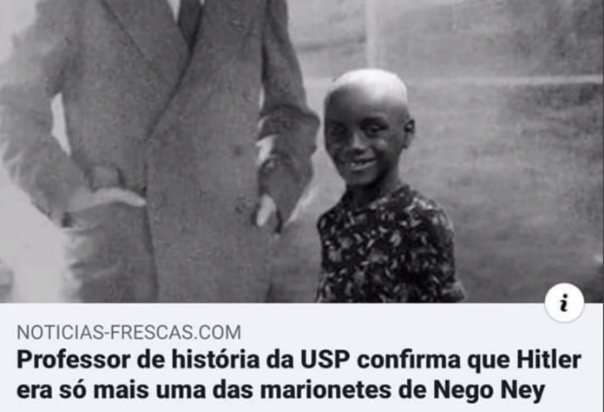 NOTICIAS-FRESCAS.COM
Professor de história da USP confirma que Hitler
era só mais uma das marionetes de Nego Ney